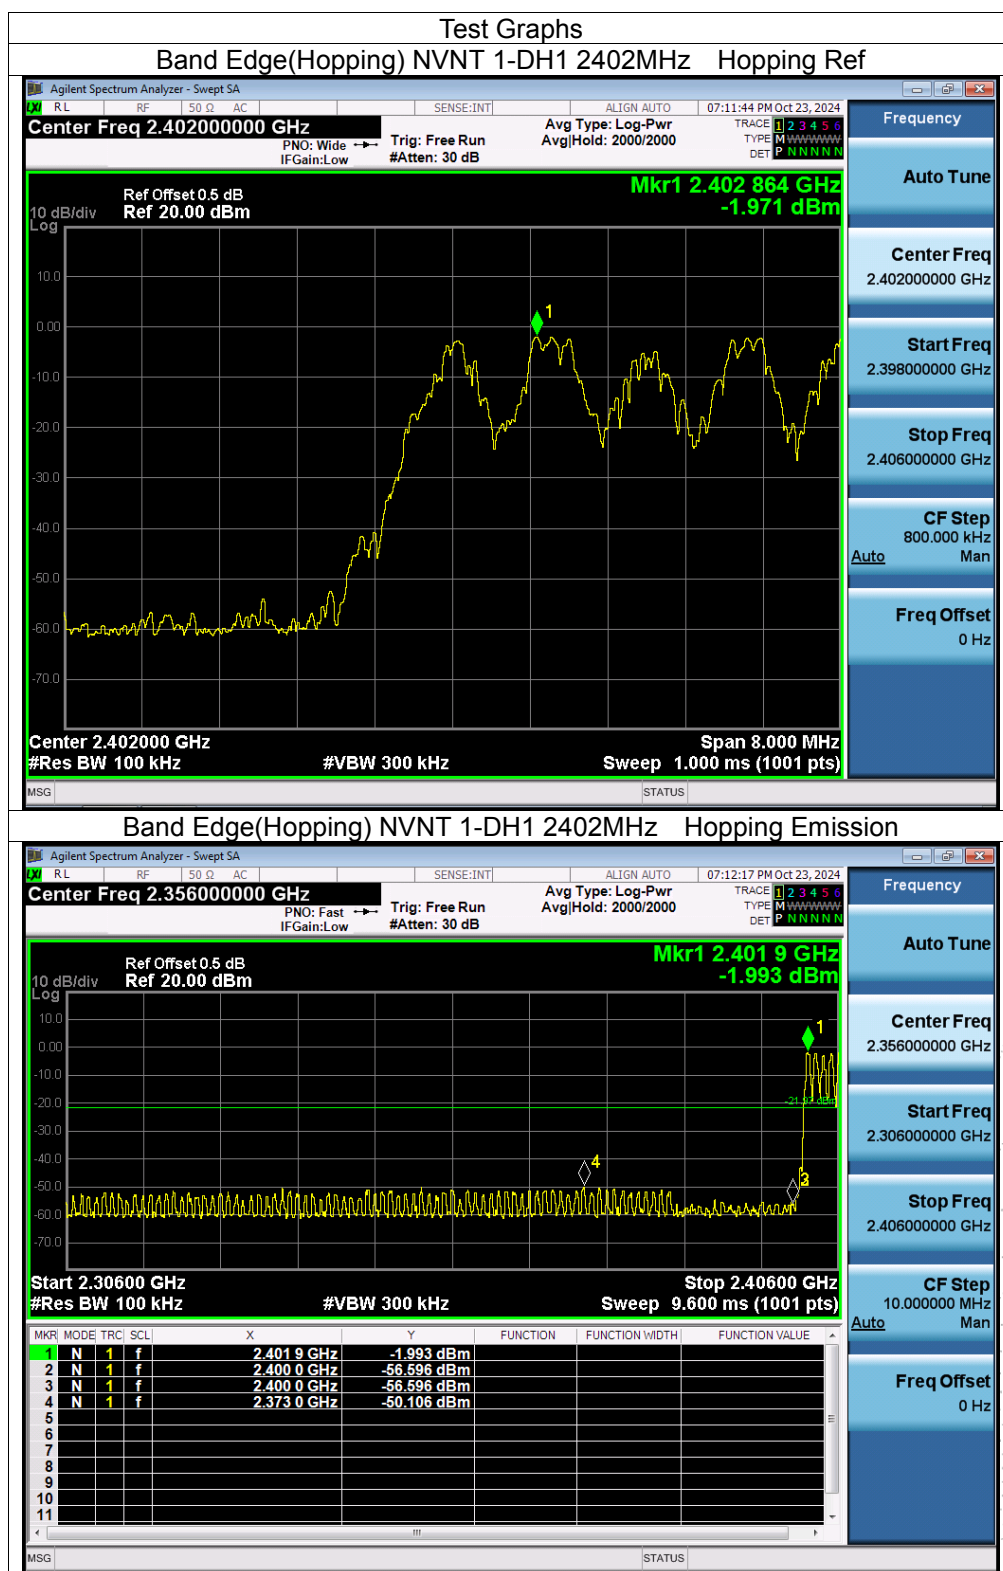 Test Graphs
Band Edge(Hopping) NVNT 1-DH1 2402MHz Hopping Ref
Agilent Spectrum Analyzer - Swept SA
LXI RL RF 50 Ω AC SENSE:INT ALIGN AUTO 07:11:44 PM Oct 23, 2024
Center Freq 2.402000000 GHz Avg Type: Log-Pwr TRACE 1 2 3 4 5 6
PNO: Wide Trig: Free Run Avg|Hold: 2000/2000 TYPE M WWWWW
IFGain:Low #Atten: 30 dB DET P N N N N N
Frequency
Auto Tune
Center Freq
2.402000000 GHz
Start Freq
2.398000000 GHz
Stop Freq
2.406000000 GHz
CF Step
800.000 kHz
Auto Man
Freq Offset
0 Hz
Mkr1 2.402 864 GHz
-1.971 dBm
Ref Offset 0.5 dB
10 dB/div Ref 20.00 dBm
Log
10.0
0.00
-10.0
-20.0
-30.0
-40.0
-50.0
-60.0
-70.0
1
Center 2.402000 GHz Span 8.000 MHz
#Res BW 100 kHz #VBW 300 kHz Sweep 1.000 ms (1001 pts)
MSG STATUS
Band Edge(Hopping) NVNT 1-DH1 2402MHz Hopping Emission
Agilent Spectrum Analyzer - Swept SA
LXI RL RF 50 Ω AC SENSE:INT ALIGN AUTO 07:12:17 PM Oct 23, 2024
Center Freq 2.356000000 GHz Avg Type: Log-Pwr TRACE 1 2 3 4 5 6
PNO: Fast Trig: Free Run Avg|Hold: 2000/2000 TYPE M WWWWW
IFGain:Low #Atten: 30 dB DET P N N N N N
Frequency
Auto Tune
Center Freq
2.356000000 GHz
Start Freq
2.306000000 GHz
Stop Freq
2.406000000 GHz
CF Step
10.000000 MHz
Auto Man
Freq Offset
0 Hz
Mkr1 2.401 9 GHz
-1.993 dBm
Ref Offset 0.5 dB
10 dB/div Ref 20.00 dBm
Log
10.0
0.00
-10.0
-20.0
-30.0
-40.0
-50.0
-60.0
-70.0
1
-21.97 dBm
4
Start 2.30600 GHz Stop 2.40600 GHz
#Res BW 100 kHz #VBW 300 kHz Sweep 9.600 ms (1001 pts)
MKR MODE TRC SCL X Y FUNCTION FUNCTION WIDTH FUNCTION VALUE
1 N 1 f 2.401 9 GHz -1.993 dBm
2 N 1 f 2.400 0 GHz -56.596 dBm
3 N 1 f 2.400 0 GHz -56.596 dBm
4 N 1 f 2.373 0 GHz -50.106 dBm
5
6
7
8
9
10
11
MSG STATUS